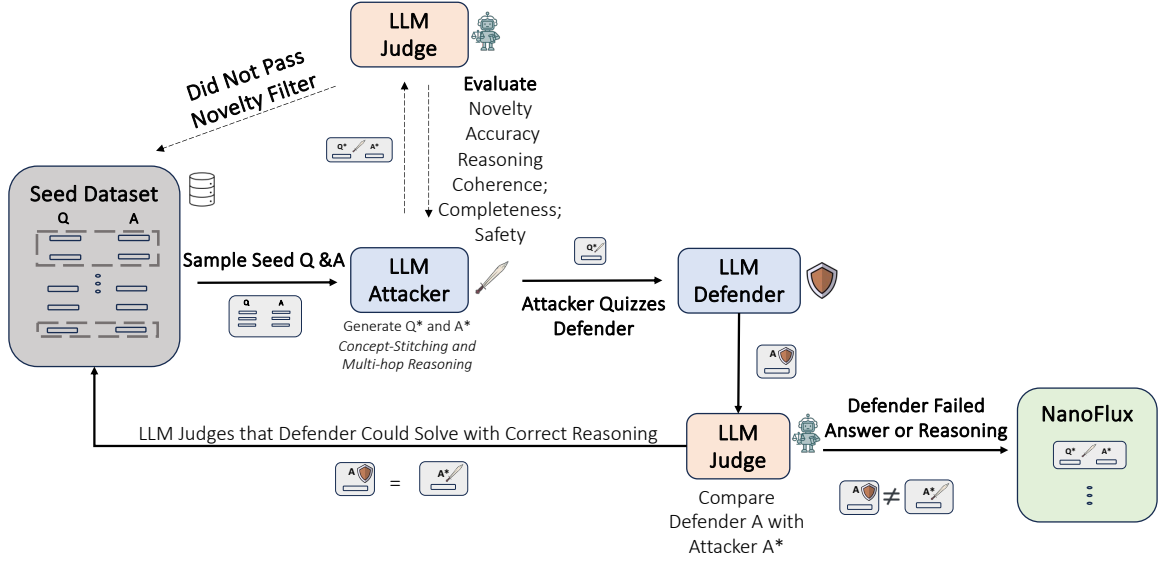 LLM
Judge
Did Not Pass
Novelty Filter
Evaluate
Novelty
Accuracy
Reasoning
Coherence;
Completeness;
Safety
Q* A*
Seed Dataset
Q A
Sample Seed Q &A
Q A
LLM
Attacker
Generate Q* and A*
Concept-Stitching and
Multi-hop Reasoning
Q*
Attacker Quizzes
Defender
LLM
Defender
A
LLM Judges that Defender Could Solve with Correct Reasoning
A = A*
LLM
Judge
Compare
Defender A with
Attacker A*
Defender Failed
Answer or Reasoning
A ≠ A*
NanoFlux
Q* A*